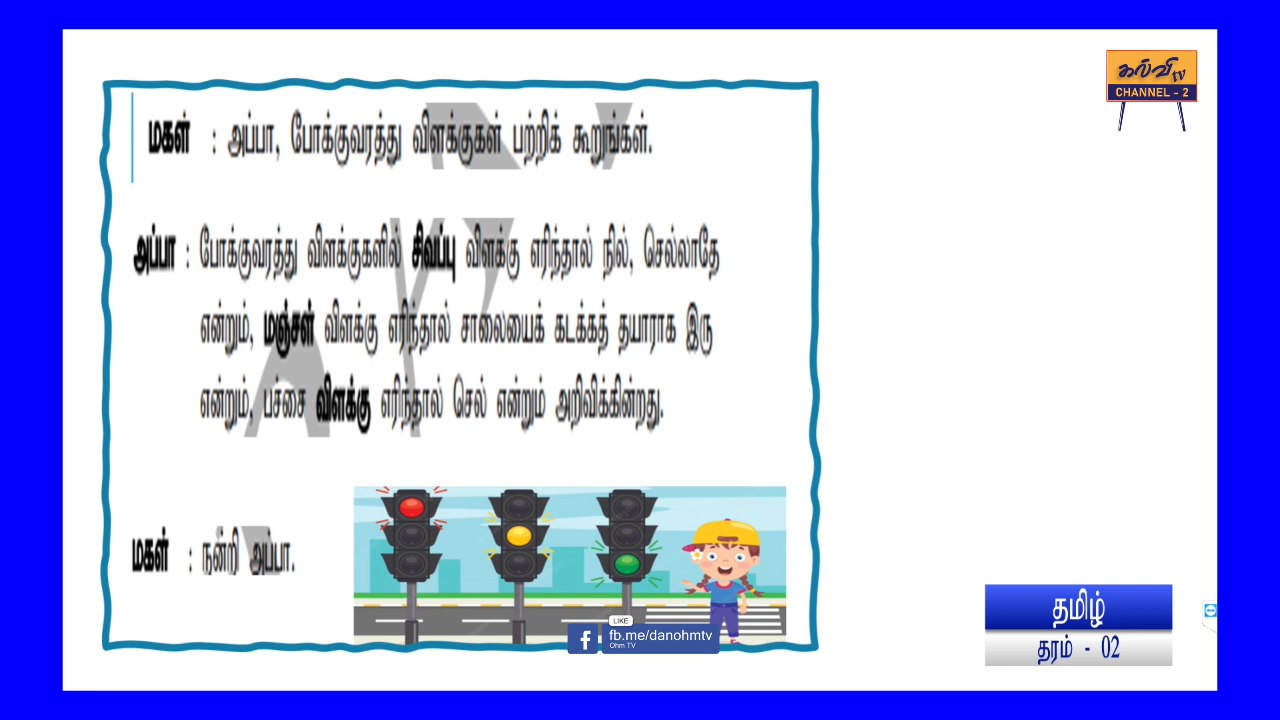 கல்வி tv
CHANNEL - 2
மகள் : அப்பா, போக்குவரத்து விளக்குகள் பற்றிக் கூறுங்கள்.
அப்பா : போக்குவரத்து விளக்குகளில் சிவப்பு விளக்கு எரிந்தால் நில், செல்லாதே
என்றும், மஞ்சள் விளக்கு எரிந்தால் சாலையைக் கடக்கத் தயாராக இரு
என்றும், பச்சை விளக்கு எரிந்தால் செல் என்றும் அறிவிக்கின்றது.
மகள் : நன்றி அப்பா.
LIKE
fb.me/danohmtv
Ohm TV
தமிழ்
தரம் - 02